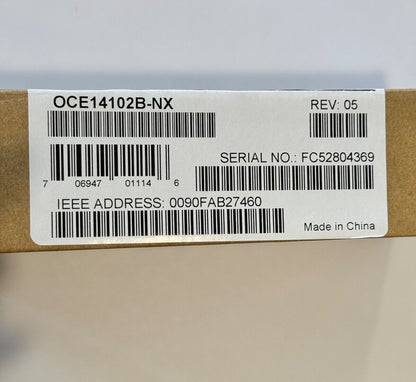 OCE14102B-NX
REV: 05
SERIAL NO.: FC52804369
7 06947 01114 6
IEEE ADDRESS: 0090FAB27460
Made in China